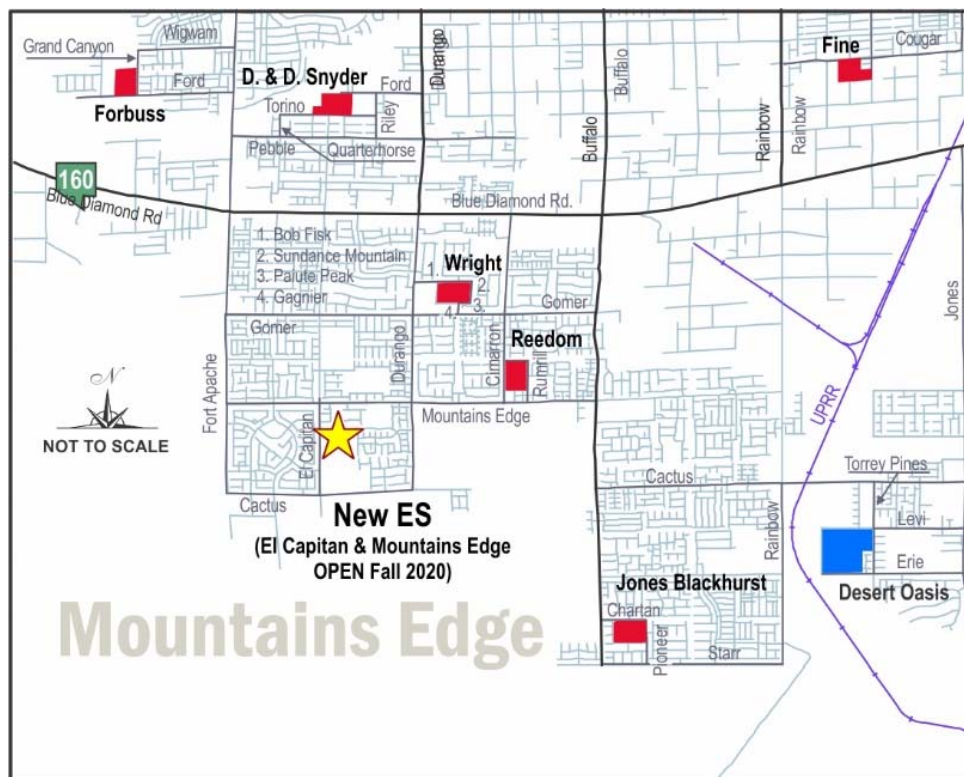 Wigwam
Grand Canyon
Ford
Forbuss
D. & D. Snyder
Ford
Torino
Riley
Pebble
Quarterhorse
Durango
Durango
Buffalo
Buffalo
Rainbow
Rainbow
Fine
Cougar
160
Blue Diamond Rd
Blue Diamond Rd.
1. Bob Fisk
2. Sundance Mountain
3. Palute Peak
4. Gagnier
Wright
1.
2.
3.
4.
Gomer
Gomer
Reedom
Cimarron
Rumrill
Durango
Fort Apache
Jones
UPRR
N
NOT TO SCALE
Mountains Edge
El Capitan
Cactus
Cactus
Torrey Pines
New ES
(El Capitan & Mountains Edge
OPEN Fall 2020)
Rainbow
Levi
Erie
Desert Oasis
Jones Blackhurst
Chartan
Pioneer
Starr
Mountains Edge